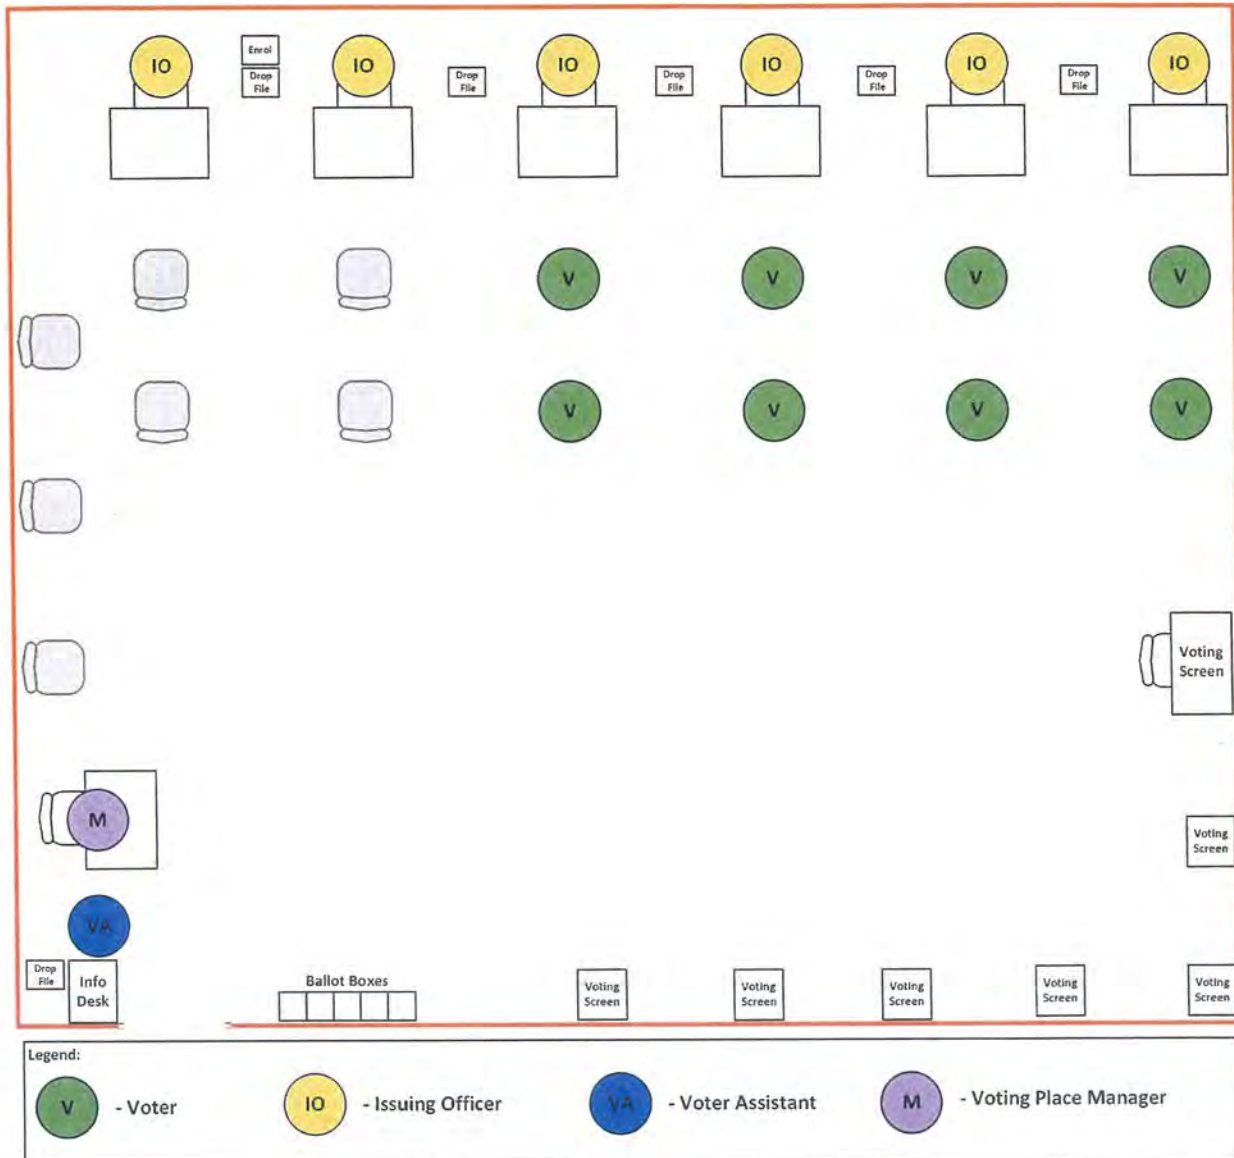 IO
Enrol
Drop
File
IO
Drop
File
IO
Drop
File
IO
Drop
File
IO
Drop
File
IO
V
V
V
V
V
V
V
V
Voting
Screen
M
Voting
Screen
VA
Drop
File
Info
Desk
Ballot Boxes
Voting
Screen
Voting
Screen
Voting
Screen
Voting
Screen
Voting
Screen
Legend:
V - Voter
IO - Issuing Officer
VA - Voter Assistant
M - Voting Place Manager